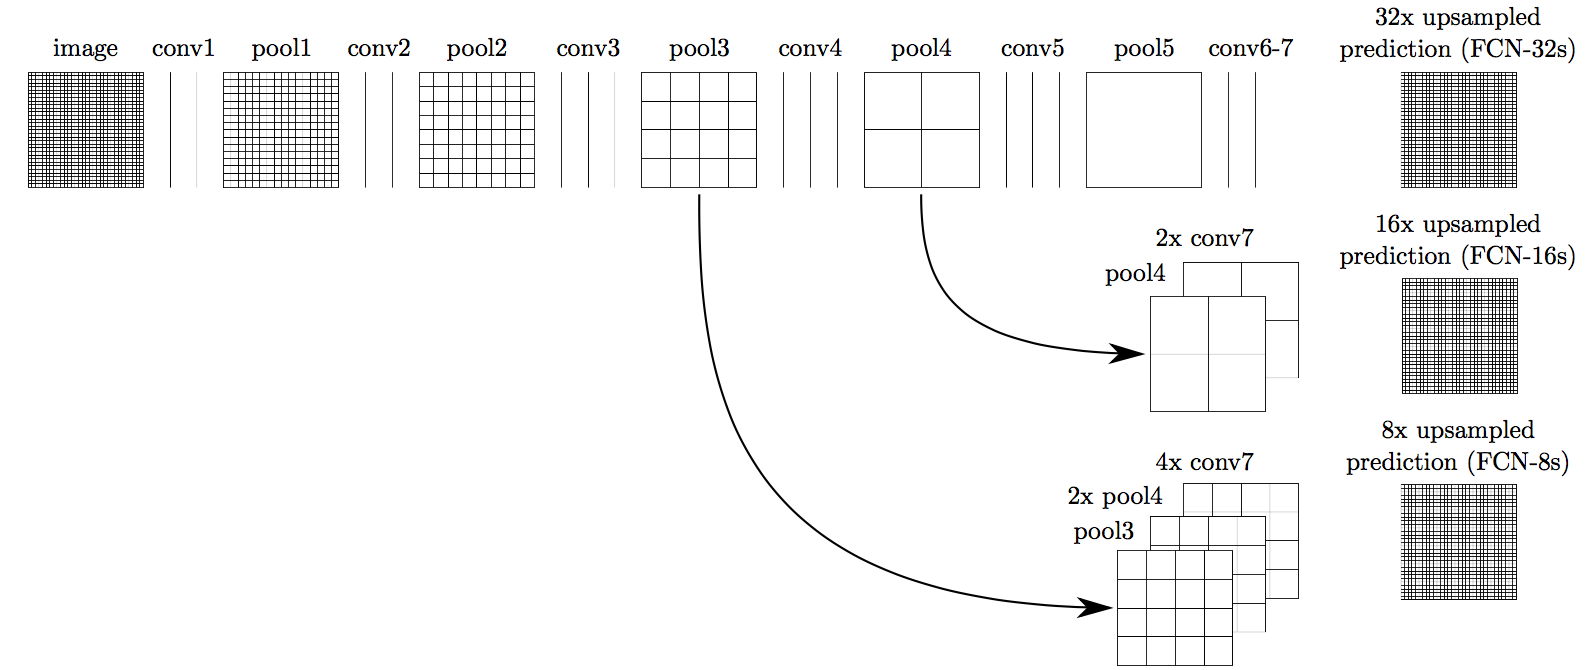 image
conv1
pool1
conv2
pool2
conv3
pool3
conv4
pool4
conv5
pool5
conv6-7
32x upsampled
prediction (FCN-32s)
16x upsampled
prediction (FCN-16s)
2x conv7
pool4
8x upsampled
prediction (FCN-8s)
4x conv7
2x pool4
pool3